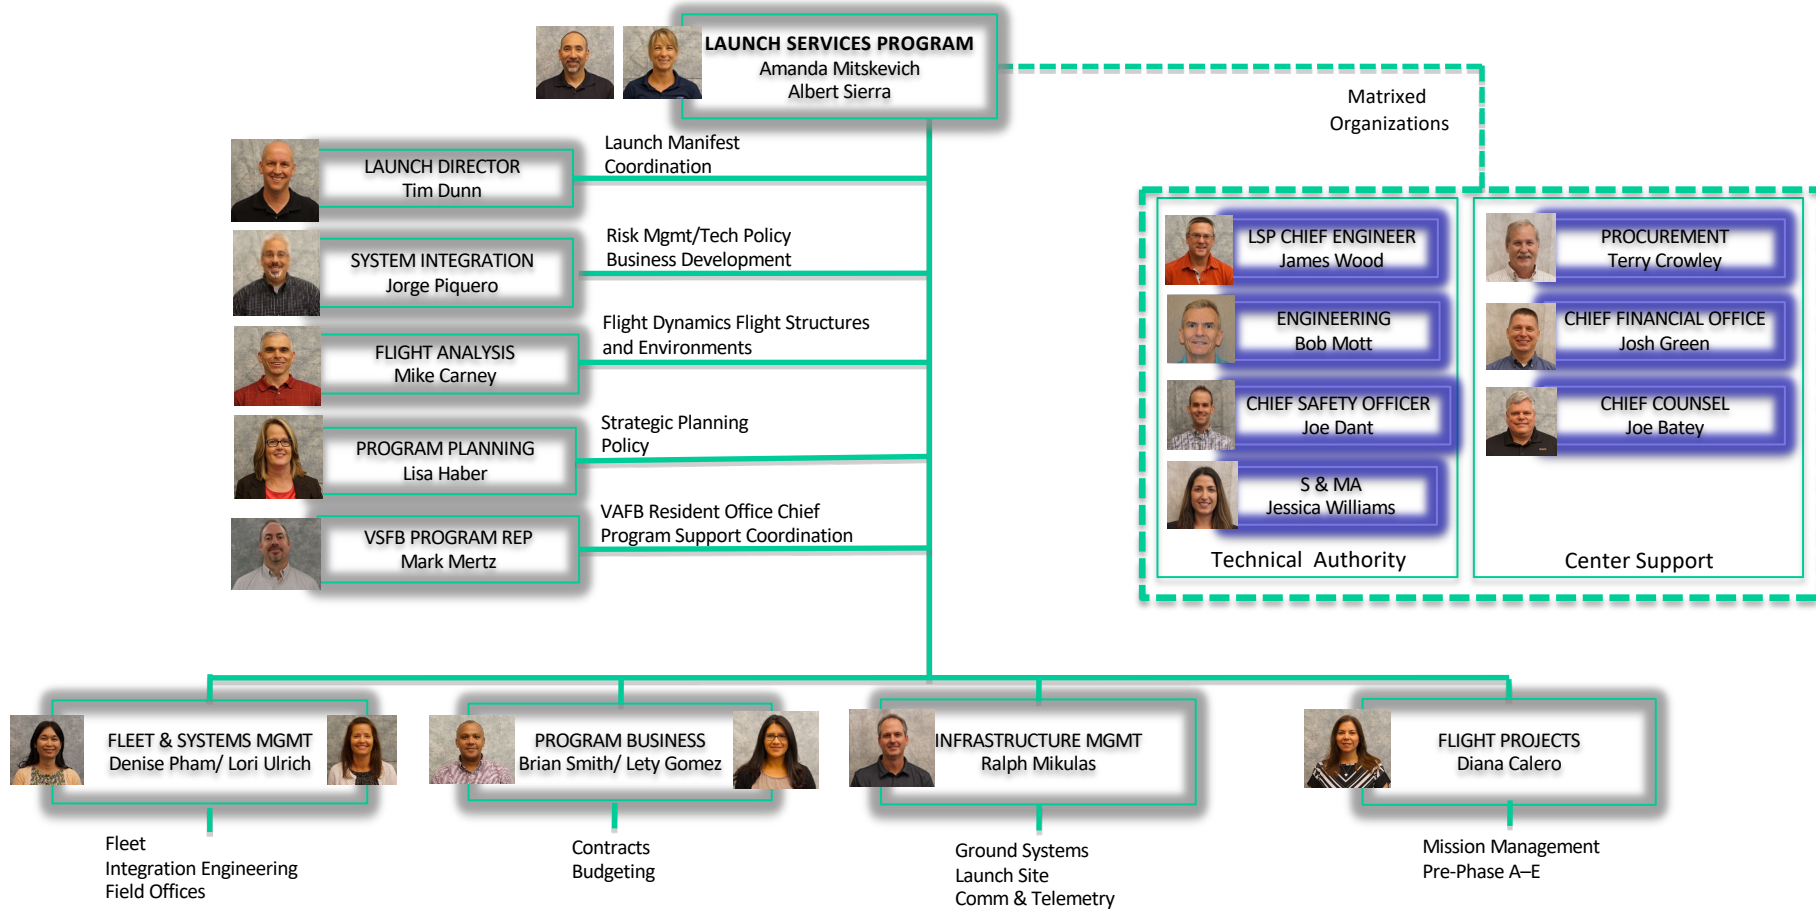 LAUNCH SERVICES PROGRAM
Amanda Mitskevich
Albert Sierra
Matrixed
Organizations
LAUNCH DIRECTOR
Tim Dunn
Launch Manifest
Coordination
SYSTEM INTEGRATION
Jorge Piquero
Risk Mgmt/Tech Policy
Business Development
FLIGHT ANALYSIS
Mike Carney
Flight Dynamics Flight Structures
and Environments
PROGRAM PLANNING
Lisa Haber
Strategic Planning
Policy
VSFB PROGRAM REP
Mark Mertz
VAFB Resident Office Chief
Program Support Coordination
LSP CHIEF ENGINEER
James Wood
ENGINEERING
Bob Mott
CHIEF SAFETY OFFICER
Joe Dant
S & MA
Jessica Williams
Technical Authority
PROCUREMENT
Terry Crowley
CHIEF FINANCIAL OFFICE
Josh Green
CHIEF COUNSEL
Joe Batey
Center Support
FLEET & SYSTEMS MGMT
Denise Pham/ Lori Ulrich
Fleet
Integration Engineering
Field Offices
PROGRAM BUSINESS
Brian Smith/ Lety Gomez
Contracts
Budgeting
INFRASTRUCTURE MGMT
Ralph Mikulas
Ground Systems
Launch Site
Comm & Telemetry
FLIGHT PROJECTS
Diana Calero
Mission Management
Pre-Phase A–E